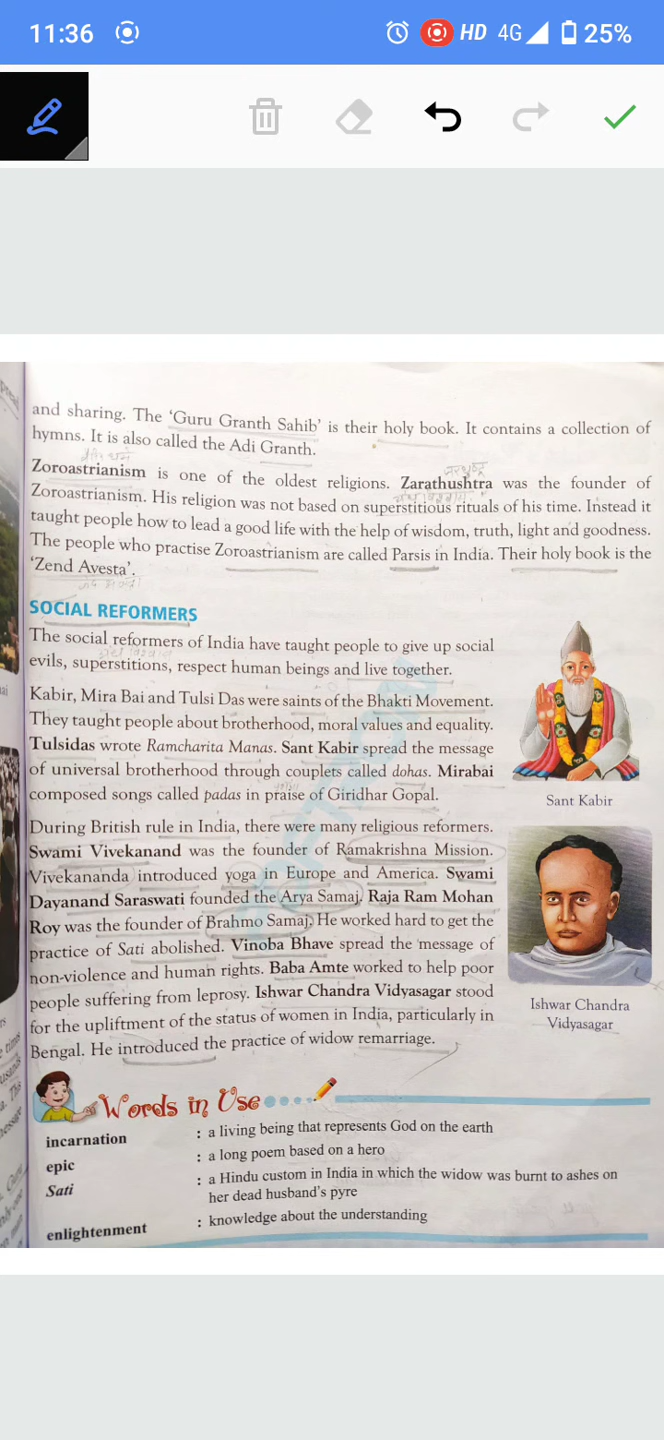 11:36
HD 4G 25%
and sharing. The 'Guru Granth Sahib' is their holy book. It contains a collection of
hymns. It is also called the Adi Granth.
Zoroastrianism is one of the oldest religions. Zarathushtra was the founder of
Zoroastrianism. His religion was not based on superstitious rituals of his time. Instead it
taught people how to lead a good life with the help of wisdom, truth, light and goodness.
The people who practise Zoroastrianism are called Parsis in India. Their holy book is the
'Zend Avesta'.
SOCIAL REFORMERS
The social reformers of India have taught people to give up social
evils, superstitions, respect human beings and live together.
Kabir, Mira Bai and Tulsi Das were saints of the Bhakti Movement.
They taught people about brotherhood, moral values and equality.
Tulsidas wrote Ramcharita Manas. Sant Kabir spread the message
of universal brotherhood through couplets called dohas. Mirabai
composed songs called padas in praise of Giridhar Gopal.
Sant Kabir
During British rule in India, there were many religious reformers.
Swami Vivekanand was the founder of Ramakrishna Mission.
Vivekananda introduced yoga in Europe and America. Swami
Dayanand Saraswati founded the Arya Samaj. Raja Ram Mohan
Roy was the founder of Brahmo Samaj. He worked hard to get the
practice of Sati abolished. Vinoba Bhave spread the message of
non-violence and human rights. Baba Amte worked to help poor
people suffering from leprosy. Ishwar Chandra Vidyasagar stood
for the upliftment of the status of women in India, particularly in
Bengal. He introduced the practice of widow remarriage.
Ishwar Chandra
Vidyasagar
Words in Use
incarnation : a living being that represents God on the earth
epic : a long poem based on a hero
Sati : a Hindu custom in India in which the widow was burnt to ashes on
her dead husband's pyre
enlightenment : knowledge about the understanding